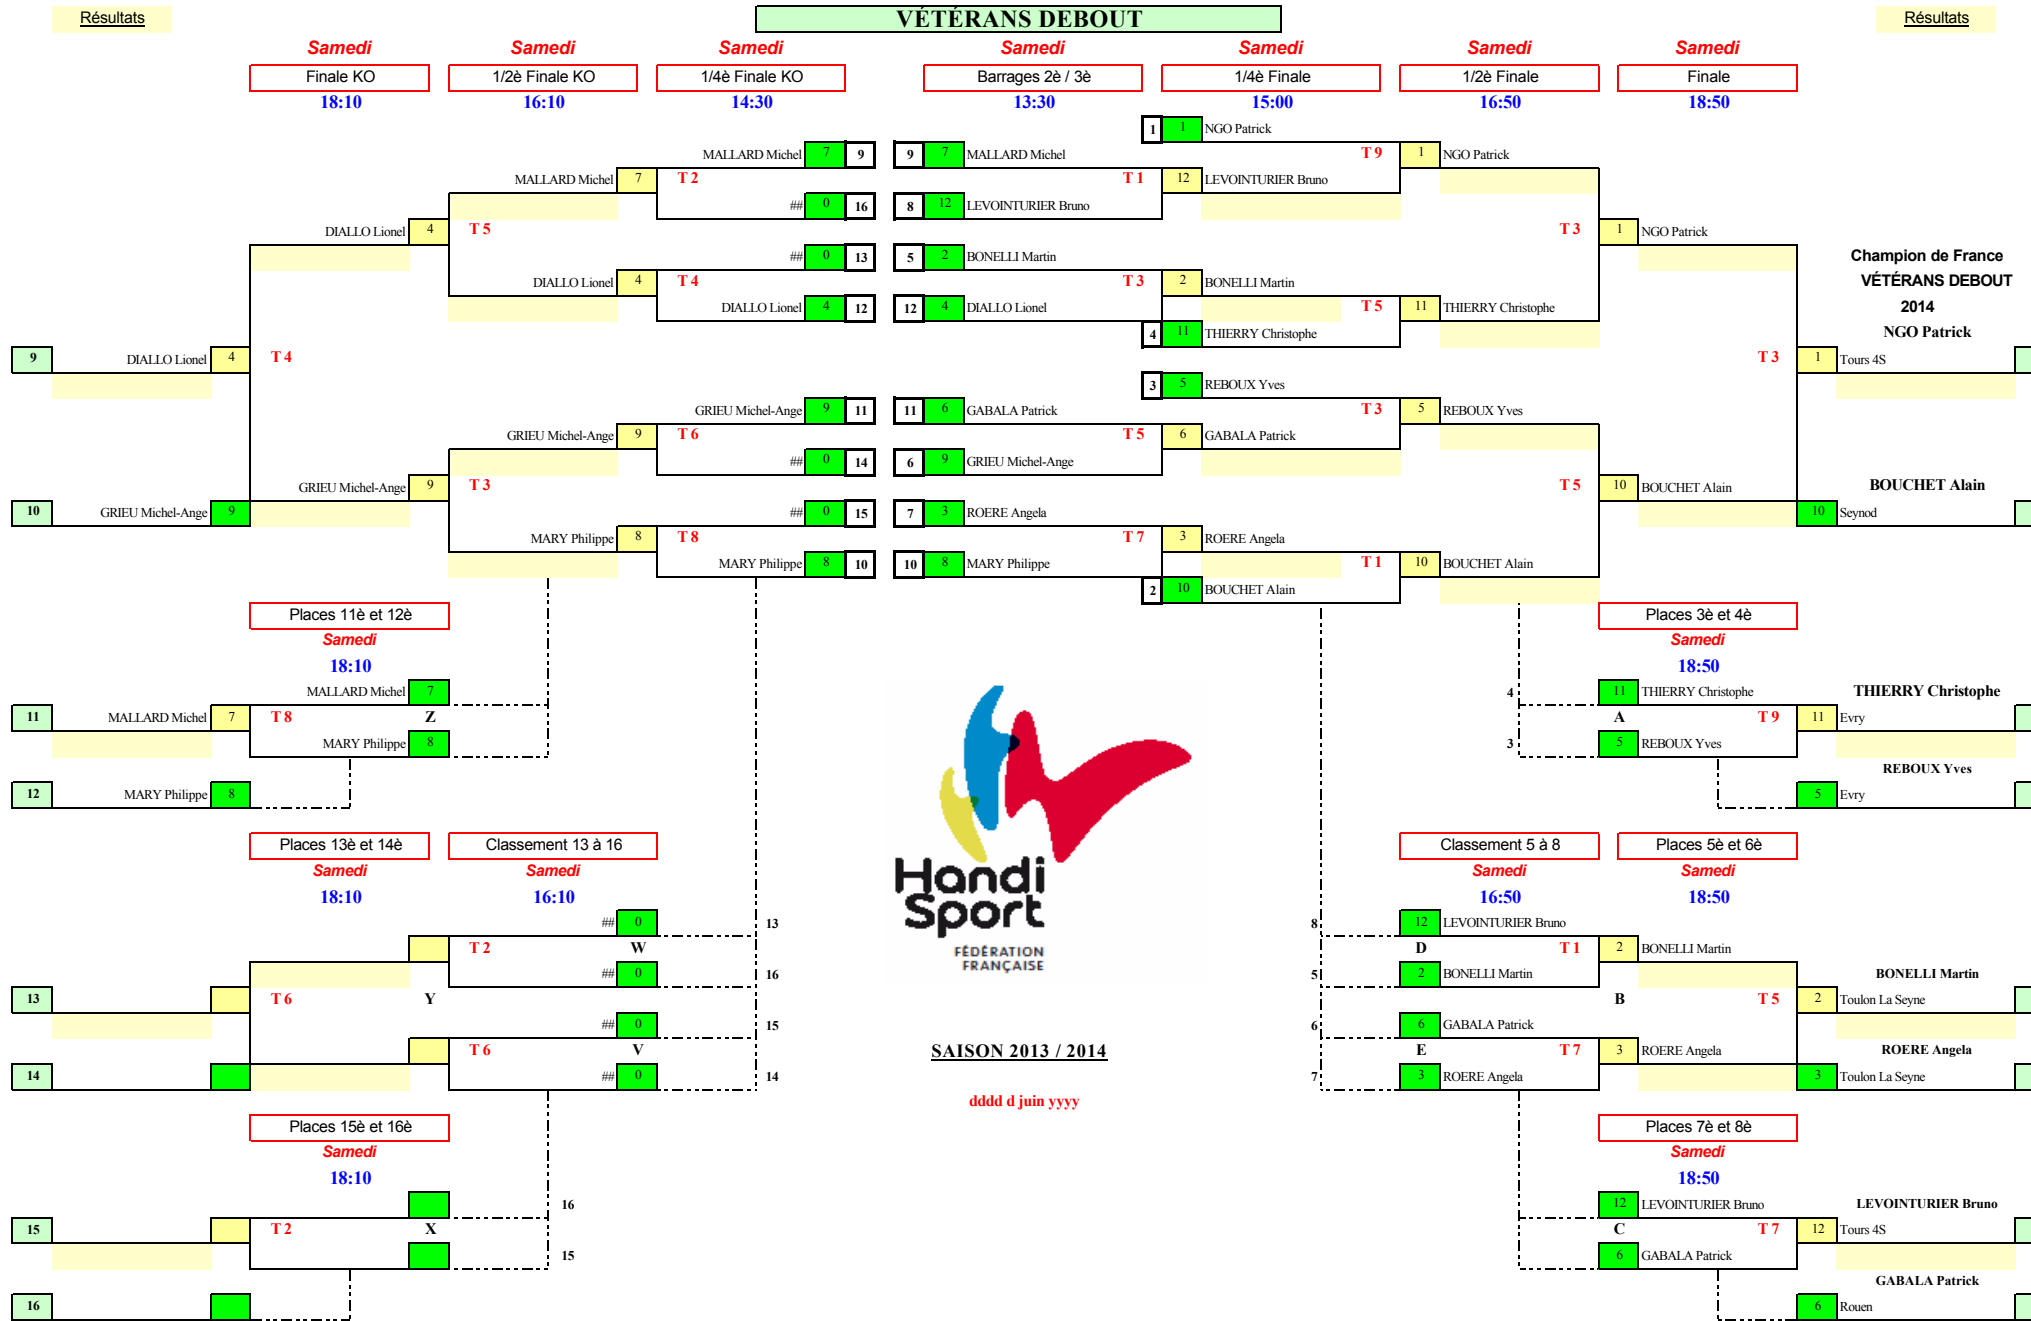 Résultats VÉTÉRANS DEBOUT Résultats
Samedi Samedi Samedi Samedi Samedi Samedi Samedi
Finale KO 1/2è Finale KO 1/4è Finale KO Barrages 2è / 3è 1/4è Finale 1/2è Finale Finale
18:10 16:10 14:30 13:30 15:00 16:50 18:50
1 1 NGO Patrick
MALLARD Michel 7 9 9 7 MALLARD Michel T 9 1 NGO Patrick
MALLARD Michel 7 T 2 T 1 12 LEVOINTURIER Bruno
## 0 16 8 12 LEVOINTURIER Bruno
DIALLO Lionel 4 T 5 T 3 1 NGO Patrick
## 0 13 5 2 BONELLI Martin Champion de France
DIALLO Lionel 4 T 4 T 3 2 BONELLI Martin VÉTÉRANS DEBOUT
DIALLO Lionel 4 12 12 4 DIALLO Lionel T 5 11 THIERRY Christophe 2014
4 11 THIERRY Christophe NGO Patrick
9 DIALLO Lionel 4 T 4 T 3 1 Tours 4S
3 5 REBOUX Yves
GRIEU Michel-Ange 9 11 11 6 GABALA Patrick T 3 5 REBOUX Yves
GRIEU Michel-Ange 9 T 6 T 5 6 GABALA Patrick
## 0 14 6 9 GRIEU Michel-Ange
GRIEU Michel-Ange 9 T 3 T 5 10 BOUCHET Alain BOUCHET Alain
10 GRIEU Michel-Ange 9 ## 0 15 7 3 ROERE Angela 10 Seynod
MARY Philippe 8 T 8 T 7 3 ROERE Angela
MARY Philippe 8 10 10 8 MARY Philippe T 1 10 BOUCHET Alain
2 10 BOUCHET Alain
Places 11è et 12è Places 3è et 4è
Samedi Samedi
18:10 18:50
MALLARD Michel 7 4 11 THIERRY Christophe THIERRY Christophe
11 MALLARD Michel 7 T 8 Z A T 9 11 Evry
MARY Philippe 8 3 5 REBOUX Yves
REBOUX Yves
12 MARY Philippe 8 5 Evry
Places 13è et 14è Classement 13 à 16 Classement 5 à 8 Places 5è et 6è
Samedi Samedi Samedi Samedi
18:10 16:10 16:50 18:50
Handi
Sport
FÉDÉRATION
FRANÇAISE
## 0 13 8 12 LEVOINTURIER Bruno
T 2 W D T 1 2 BONELLI Martin
## 0 16 5 2 BONELLI Martin BONELLI Martin
13 T 6 Y B T 5 2 Toulon La Seyne
## 0 15 6 6 GABALA Patrick
T 6 V SAISON 2013 / 2014 E T 7 3 ROERE Angela ROERE Angela
14 ## 0 14 7 3 ROERE Angela 3 Toulon La Seyne
dddd d juin yyyy
Places 15è et 16è Places 7è et 8è
Samedi Samedi
18:10 18:50
16 12 LEVOINTURIER Bruno LEVOINTURIER Bruno
15 T 2 X C T 7 12 Tours 4S
15 6 GABALA Patrick
GABALA Patrick
16 6 Rouen